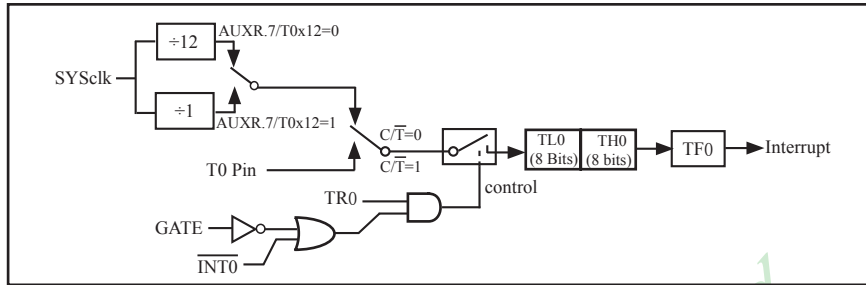 AUXR.7/T0x12=0
÷12
SYSclk
÷1
AUXR.7/T0x12=1
C/T̅=0
C/T̅=1
T0 Pin
TL0
(8 Bits)
TH0
(8 bits)
TF0
Interrupt
control
TR0
GATE
I̅N̅T̅0̅